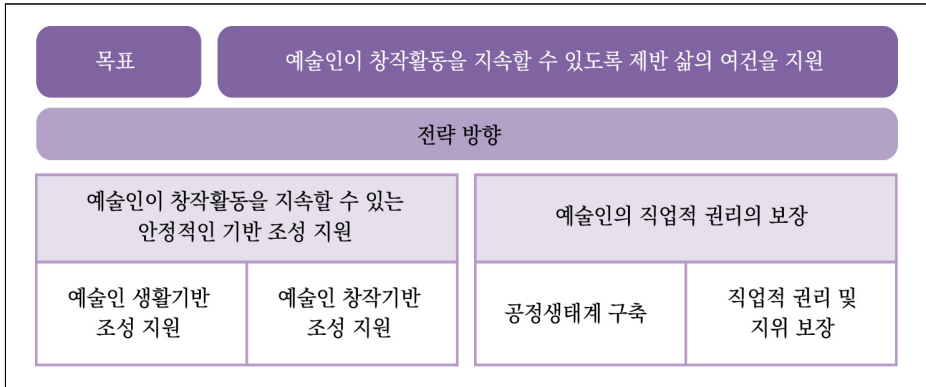 목표
예술인이 창작활동을 지속할 수 있도록 제반 삶의 여건을 지원
전략 방향
예술인이 창작활동을 지속할 수 있는
안정적인 기반 조성 지원
예술인의 직업적 권리의 보장
예술인 생활기반
조성 지원
예술인 창작기반
조성 지원
공정생태계 구축
직업적 권리 및
지위 보장